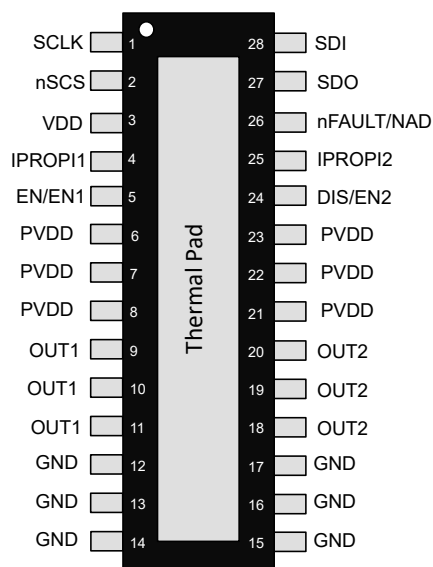 SCLK 1 28 SDI
nSCS 2 27 SDO
VDD 3 26 nFAULT/NAD
IPROPI1 4 25 IPROPI2
EN/EN1 5 24 DIS/EN2
PVDD 6 23 PVDD
PVDD 7 22 PVDD
PVDD 8 21 PVDD
OUT1 9 20 OUT2
OUT1 10 19 OUT2
OUT1 11 18 OUT2
GND 12 17 GND
GND 13 16 GND
GND 14 15 GND
Thermal Pad